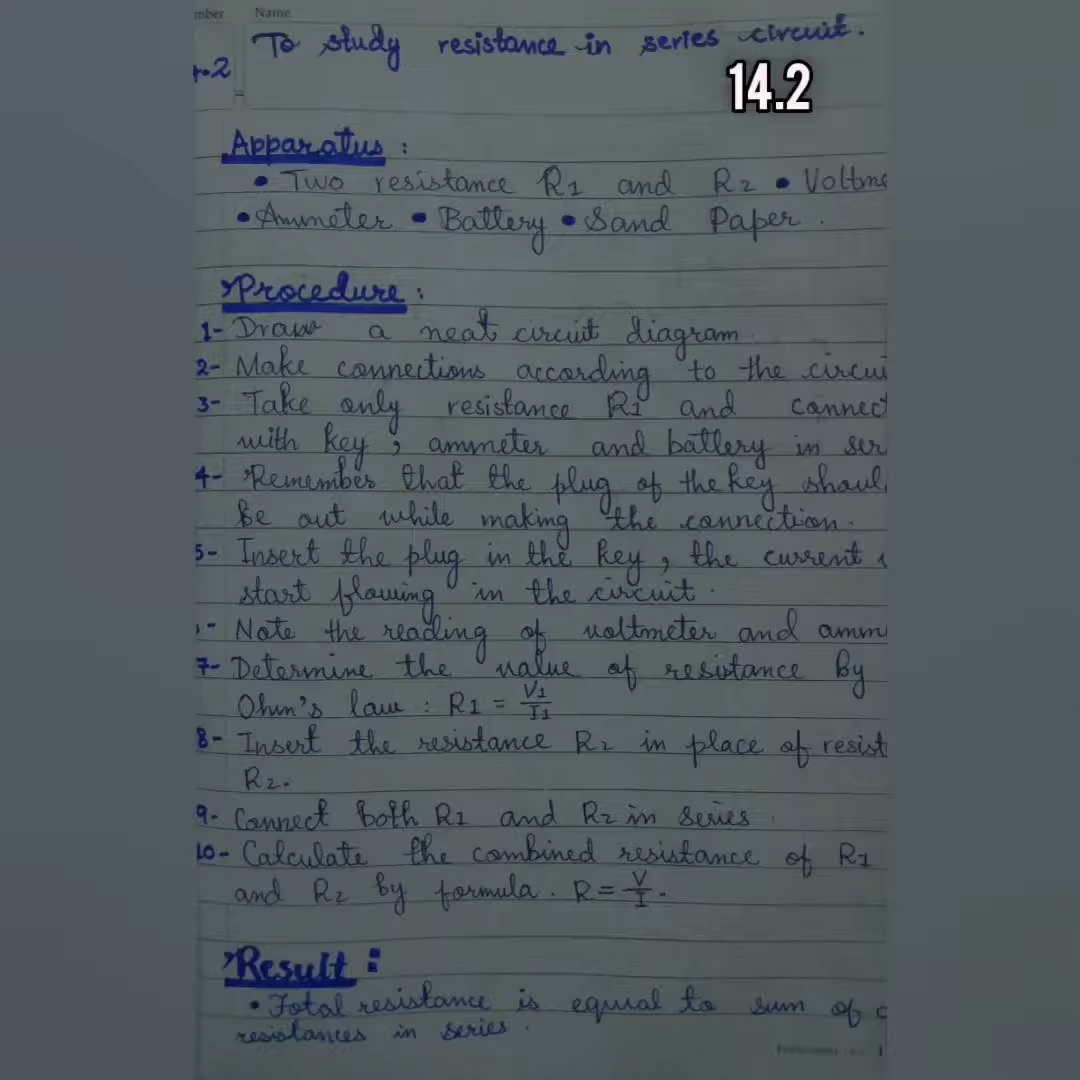 mber Name
To study resistance in series circuit.
.2
14.2
Apparatus :
• Two resistance R1 and R2 • Voltme
• Ammeter • Battery • Sand Paper .
Procedure :
1- Draw a neat circuit diagram.
2- Make connections according to the circui
3- Take only resistance R1 and connect
with key, ammeter and battery in ser
4- Remember that the plug of the key shoul
be out while making the connection.
5- Insert the plug in the key, the current
start flowing in the circuit.
- Note the reading of voltmeter and amm
7- Determine the value of resistance by
Ohm's law : R1 = V1/I1
8- Insert the resistance R2 in place of resist
R2.
9- Connect both R1 and R2 in series.
10- Calculate the combined resistance of R1
and R2 by formula. R = V/I.
Result :
• Total resistance is equal to sum of
resistances in series.